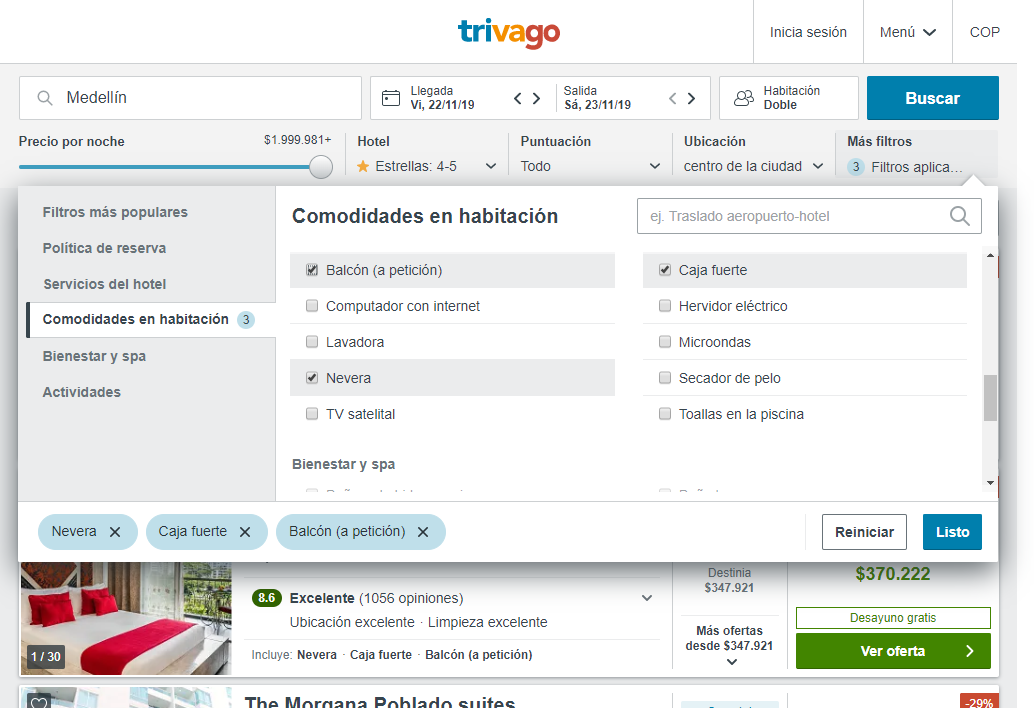 trivago
Inicia sesión
Menú
COP
Medellín
Llegada
Vi, 22/11/19
Salida
Sá, 23/11/19
Habitación
Doble
Buscar
Precio por noche
$1.999.981+
Hotel
Estrellas: 4-5
Puntuación
Todo
Ubicación
centro de la ciudad
Más filtros
3 Filtros aplica...
Filtros más populares
Política de reserva
Servicios del hotel
Comodidades en habitación 3
Bienestar y spa
Actividades
Comodidades en habitación
ej. Traslado aeropuerto-hotel
Balcón (a petición)
Caja fuerte
Computador con internet
Hervidor eléctrico
Lavadora
Microondas
Nevera
Secador de pelo
TV satelital
Toallas en la piscina
Bienestar y spa
Nevera
Caja fuerte
Balcón (a petición)
Reiniciar
Listo
1 / 30
8.6 Excelente (1056 opiniones)
Ubicación excelente · Limpieza excelente
Incluye: Nevera · Caja fuerte · Balcón (a petición)
Destinia
$347.921
Más ofertas
desde $347.921
$370.222
Desayuno gratis
Ver oferta
The Morgana Poblado suites
-29%